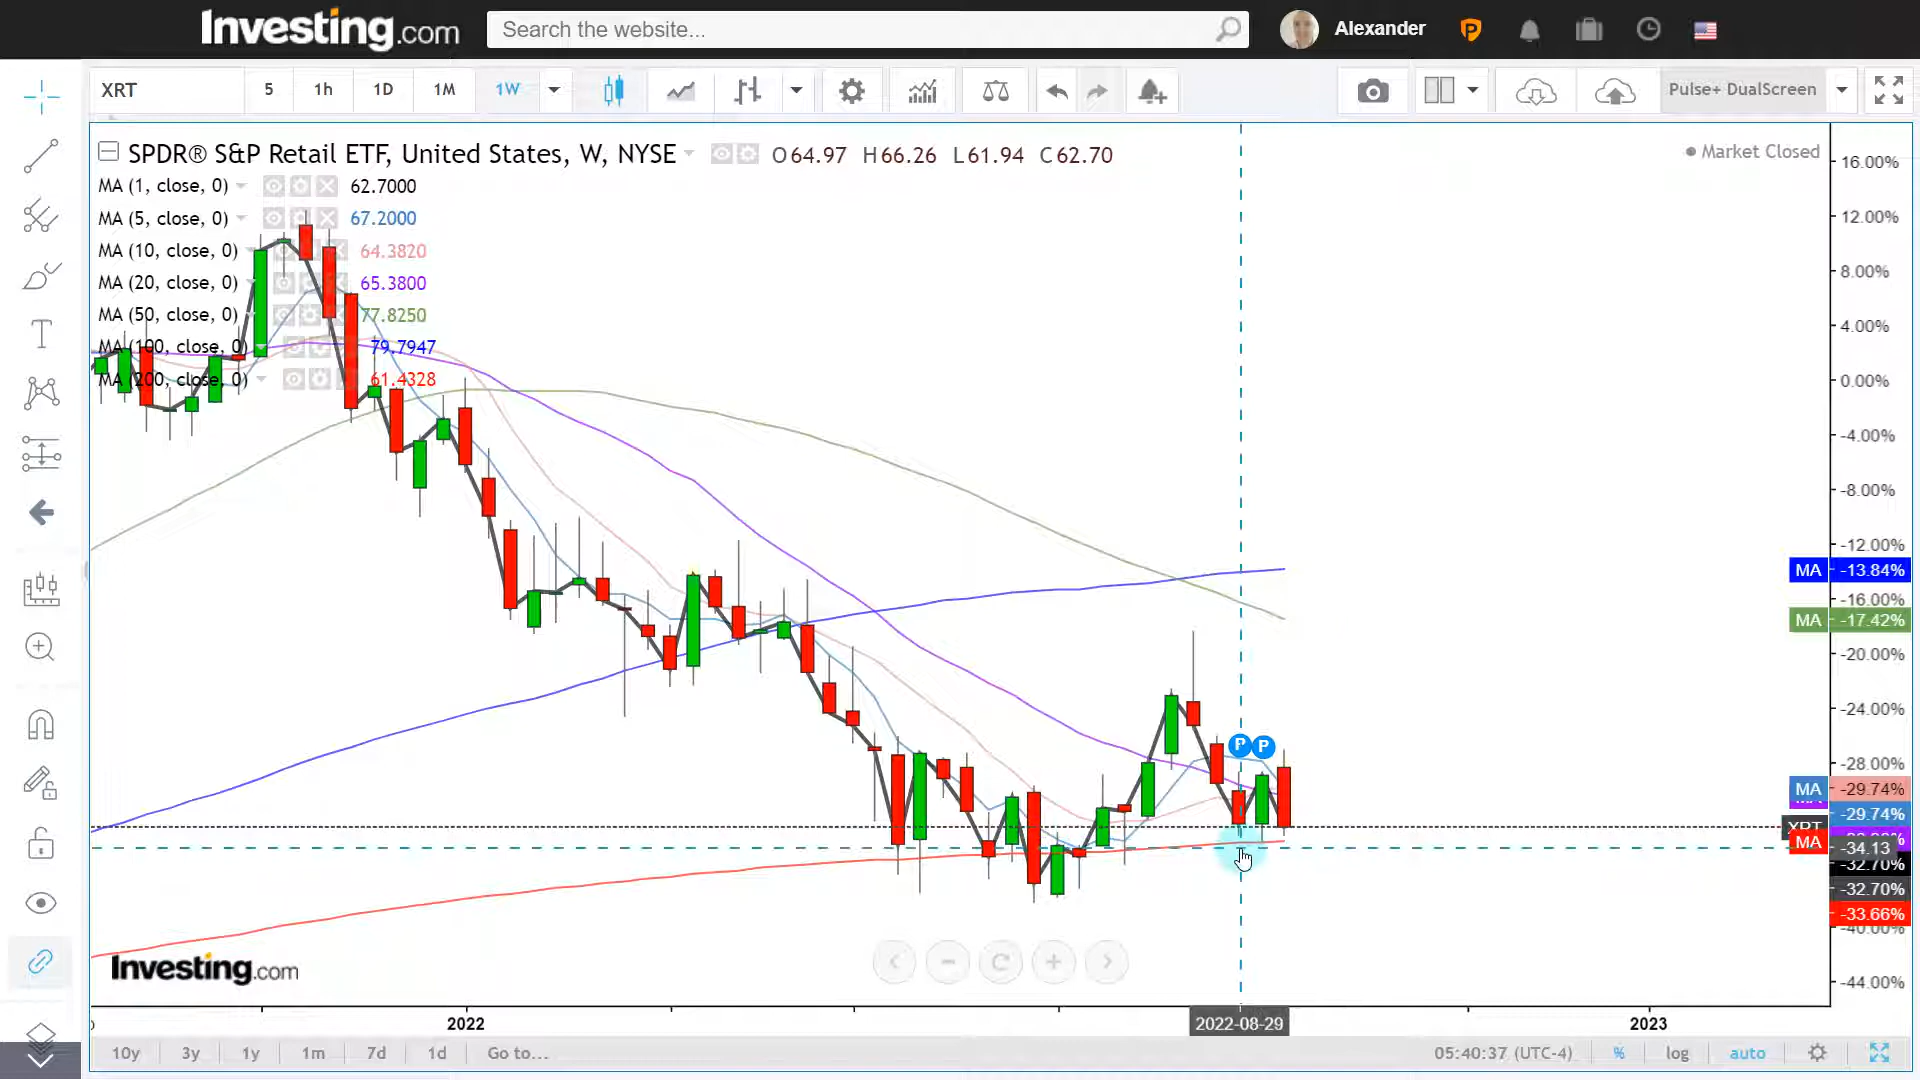 Investing.com
Search the website...
Alexander
XRT
5
1h
1D
1M
1W
Pulse+ DualScreen
SPDR® S&P Retail ETF, United States, W, NYSE
O64.97 H66.26 L61.94 C62.70
Market Closed
MA (1, close, 0) 62.7000
MA (5, close, 0) 67.2000
MA (10, close, 0) 64.3820
MA (20, close, 0) 65.3800
MA (50, close, 0) 77.8250
MA (100, close, 0) 79.7947
MA (200, close, 0) 61.4328
16.00%
12.00%
8.00%
4.00%
0.00%
-4.00%
-8.00%
-12.00%
MA -13.84%
-16.00%
MA -17.42%
-20.00%
-24.00%
-28.00%
MA -29.74%
-29.74%
XRT
MA -34.13
-32.70%
-32.70%
-33.66%
-40.00%
-44.00%
P P
Investing.com
2022
2022-08-29
2023
10y
3y
1y
1m
7d
1d
Go to...
05:40:37 (UTC-4)
%
log
auto